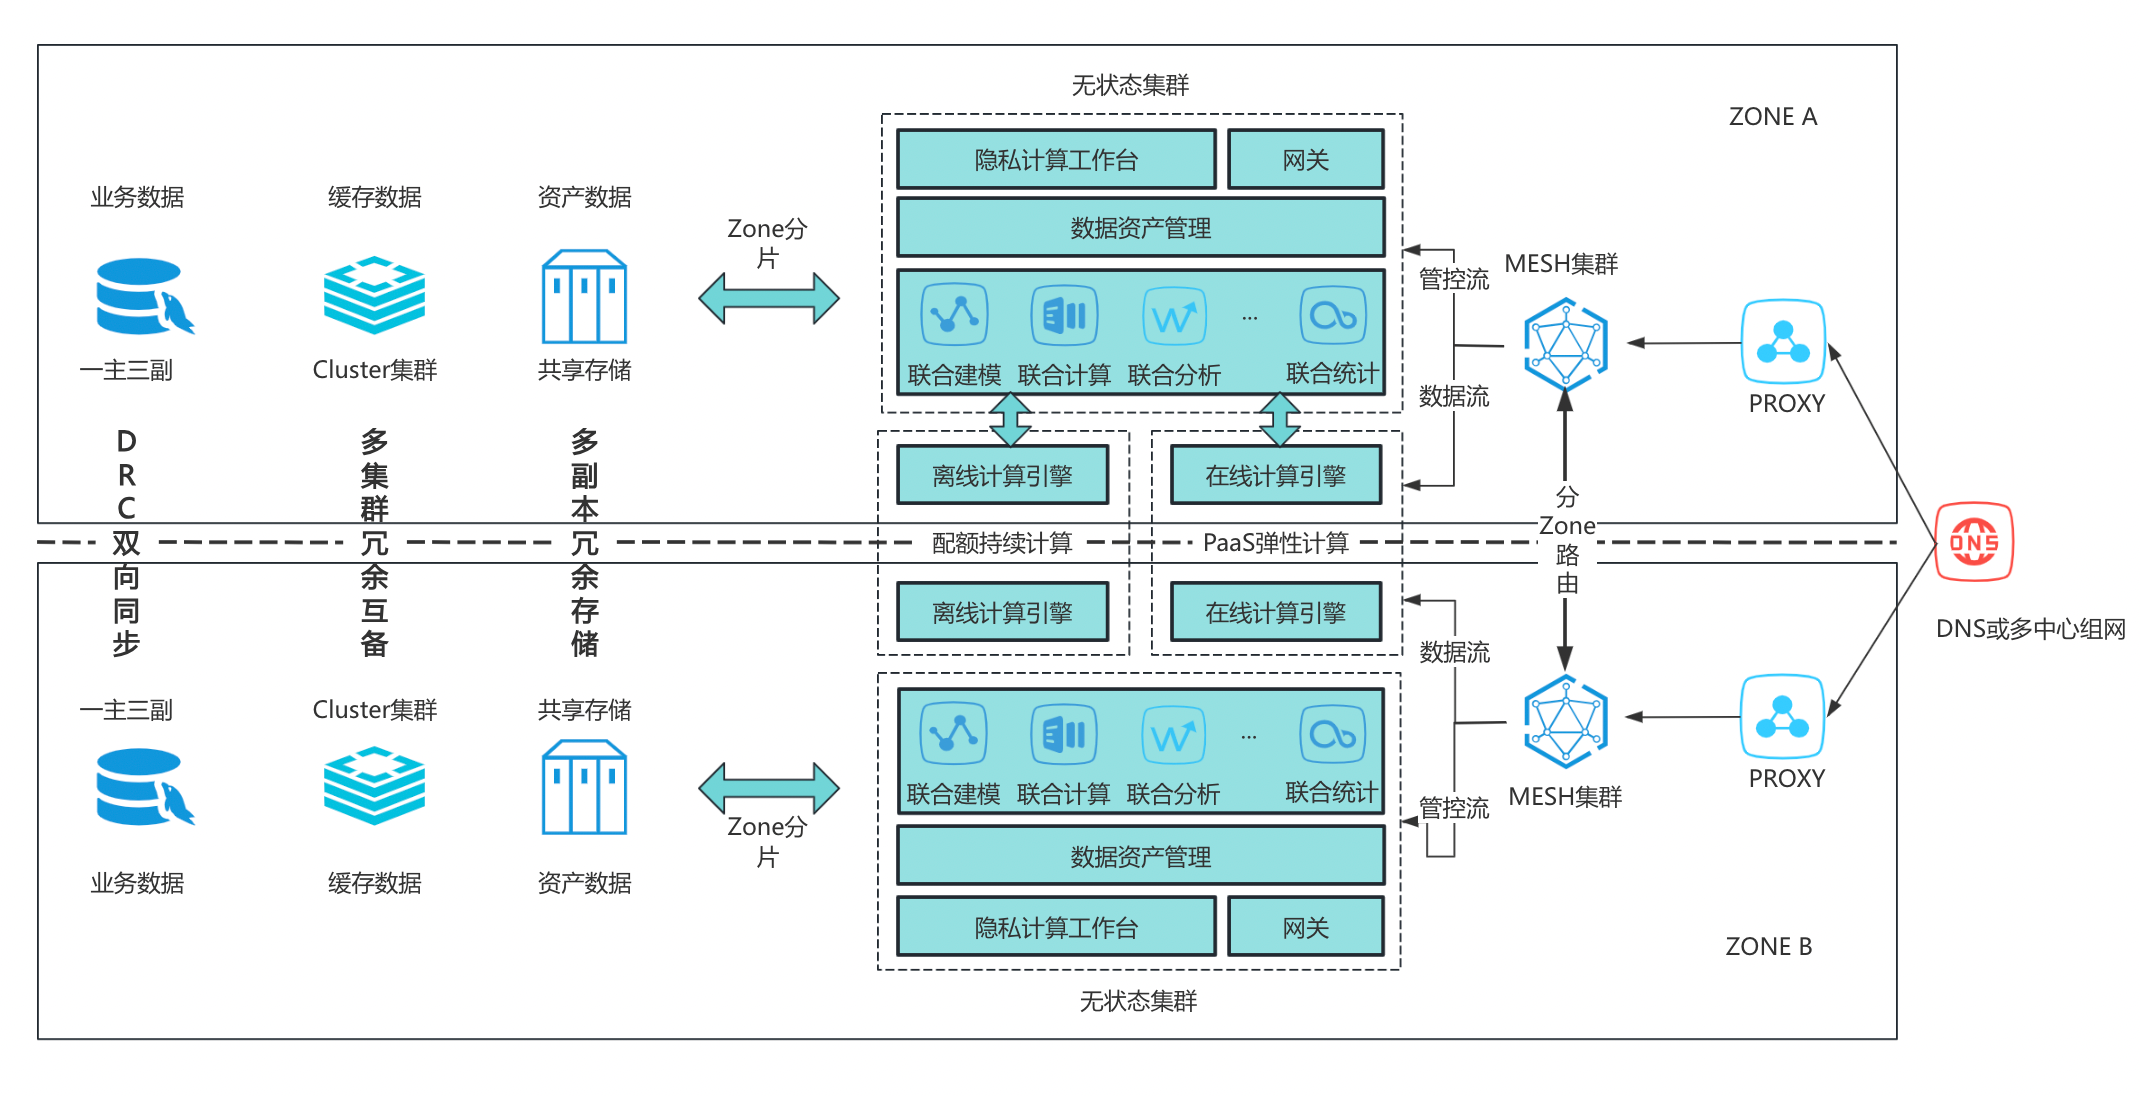 无状态集群
ZONE A
隐私计算工作台
网关
业务数据
缓存数据
资产数据
Zone分
片
数据资产管理
管控流
MESH集群
联合建模
联合计算
联合分析
...
联合统计
一主三副
Cluster集群
共享存储
数据流
PROXY
DRC双向同步
多集群冗余互备
多副本冗余存储
离线计算引擎
在线计算引擎
分
Zone
路
由
配额持续计算
PaaS弹性计算
DNS
DNS或多中心组网
离线计算引擎
在线计算引擎
数据流
一主三副
Cluster集群
共享存储
联合建模
联合计算
联合分析
...
联合统计
MESH集群
PROXY
管控流
Zone分
片
数据资产管理
业务数据
缓存数据
资产数据
隐私计算工作台
网关
ZONE B
无状态集群